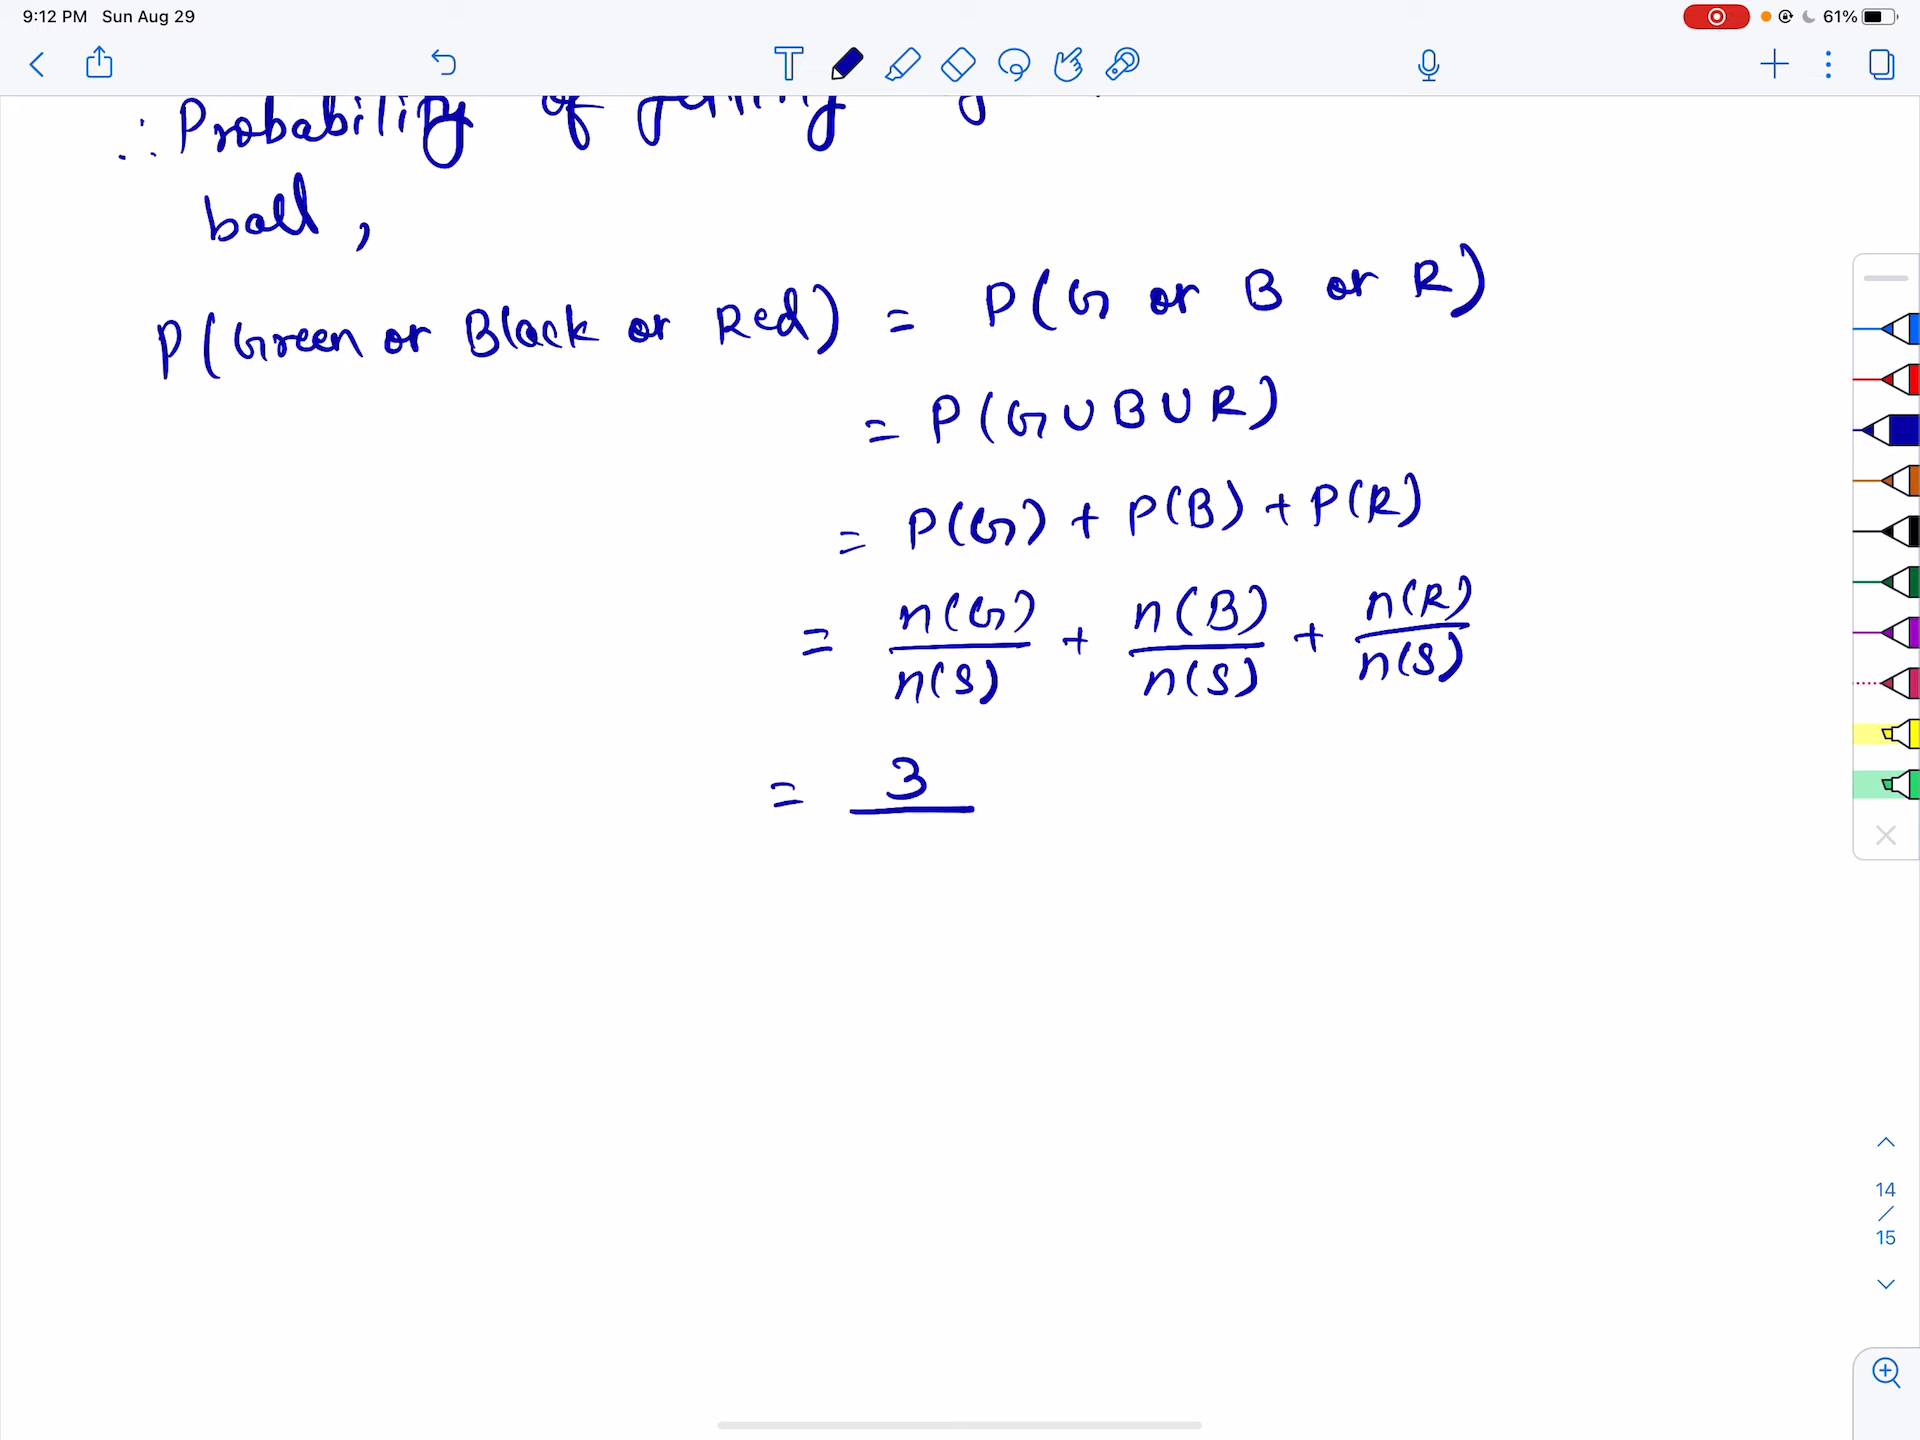 9:12 PM Sun Aug 29
61%
T
∴ Probability of getting
ball,
P(Green or Black or Red) = P(G or B or R)
= P(G∪B∪R)
= P(G) + P(B) + P(R)
= n(G)/n(S) + n(B)/n(S) + n(R)/n(S)
= 3
14
/
15